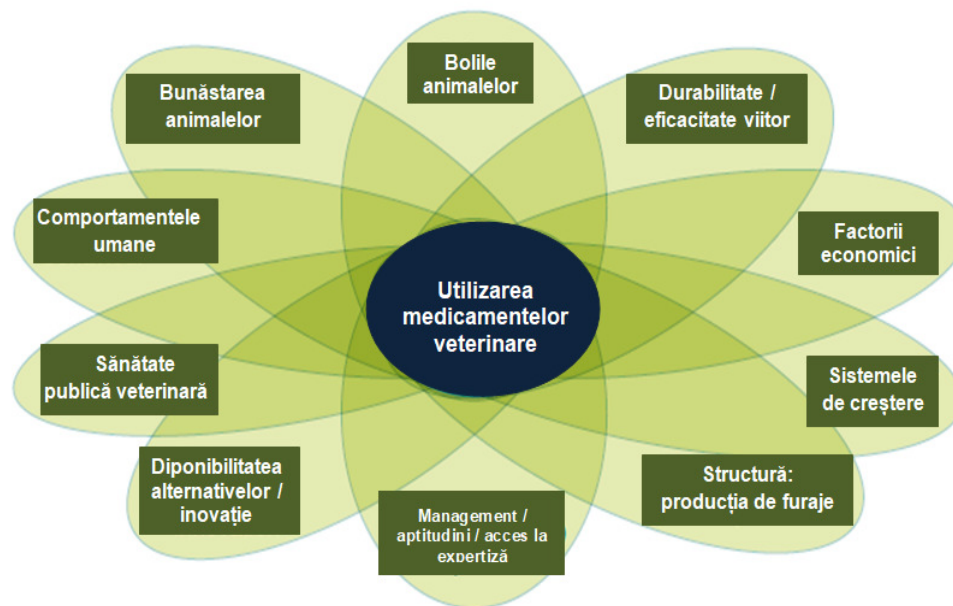 Bolile
animalelor
Bunăstarea
animalelor
Durabilitate /
eficacitate viitor
Comportamentele
umane
Factorii
economici
Utilizarea
medicamentelor
veterinare
Sănătate
publică veterinară
Sistemele
de creștere
Diponibilitatea
alternativelor /
inovație
Structură:
producția de furaje
Management /
aptitudini / acces la
expertiză